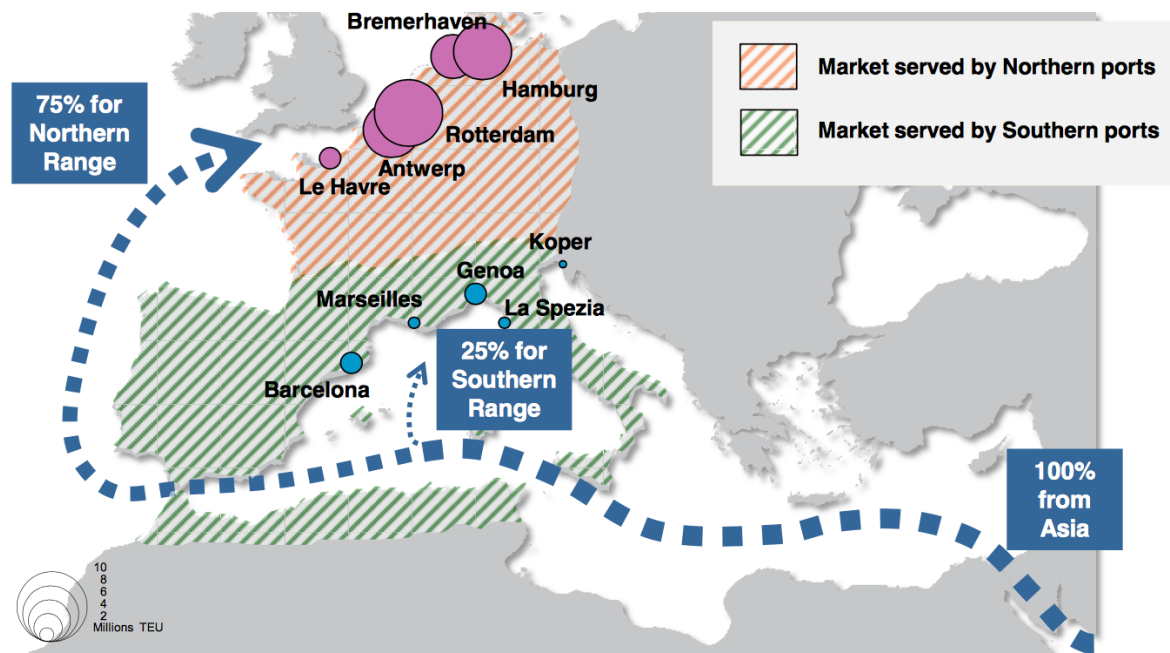 Bremerhaven
Hamburg
Rotterdam
Antwerp
Le Havre
75% for
Northern
Range
Market served by Northern ports
Market served by Southern ports
Koper
Genoa
Marseilles
La Spezia
Barcelona
25% for
Southern
Range
100%
from
Asia
10
8
6
4
2
Millions TEU